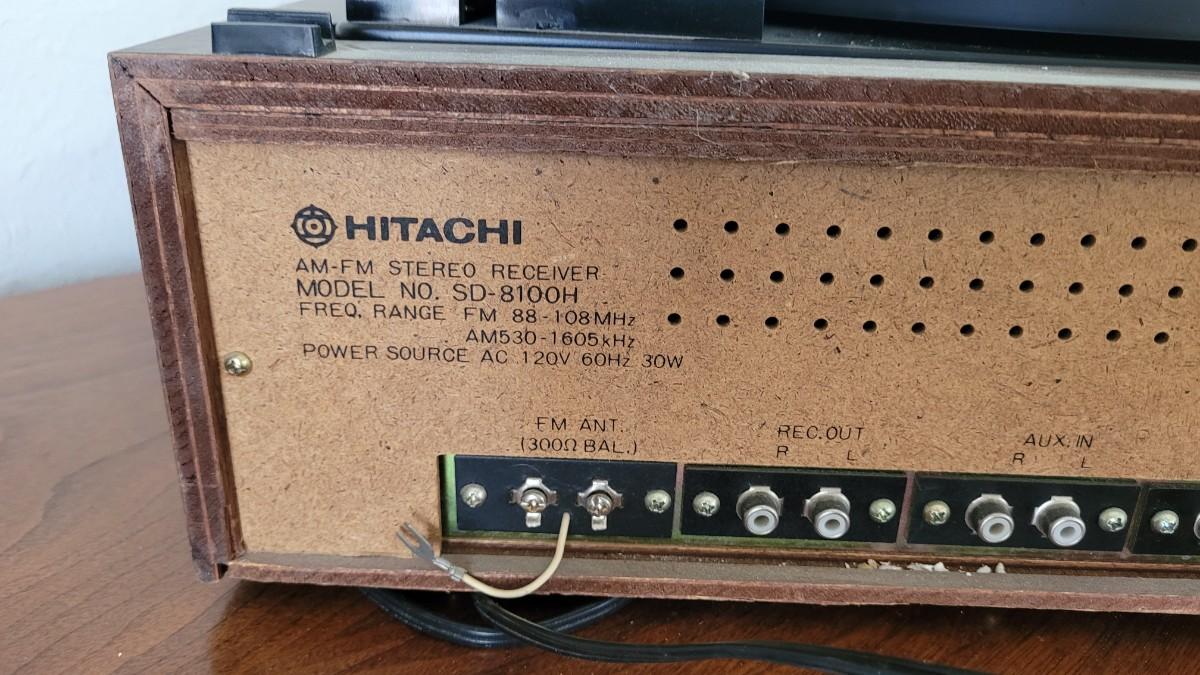 HITACHI
AM-FM STEREO RECEIVER
MODEL NO. SD-8100H
FREQ. RANGE FM 88-108MHz
AM530-1605kHz
POWER SOURCE AC 120V 60Hz 30W
FM ANT.
(300Ω BAL.)
REC.OUT
R L
AUX.IN
R L